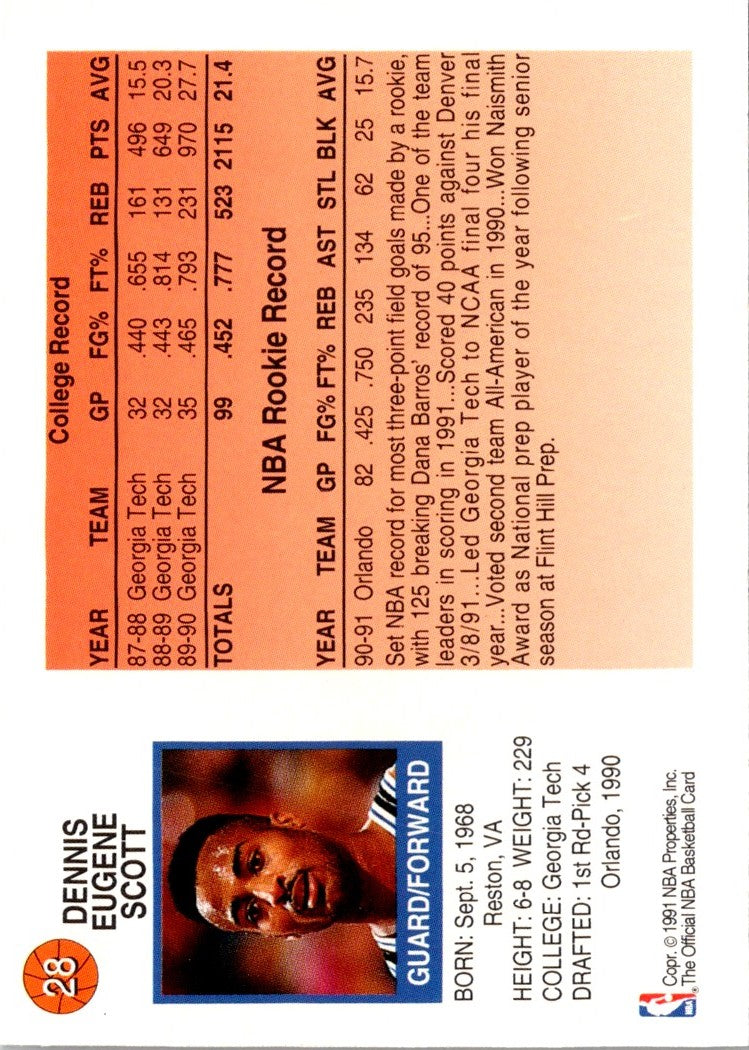 28
DENNIS
EUGENE
SCOTT
GUARD/FORWARD
BORN: Sept. 5, 1968
Reston, VA
HEIGHT: 6-8 WEIGHT: 229
COLLEGE: Georgia Tech
DRAFTED: 1st Rd-Pick 4
Orlando, 1990
NBA
Copr. © 1991 NBA Properties, Inc.
® The Official NBA Basketball Card
College Record
YEAR TEAM GP FG% FT% REB PTS AVG
87-88 Georgia Tech 32 .440 .655 161 496 15.5
88-89 Georgia Tech 32 .443 .814 131 649 20.3
89-90 Georgia Tech 35 .465 .793 231 970 27.7
TOTALS 99 .452 .777 523 2115 21.4
NBA Rookie Record
YEAR TEAM GP FG% FT% REB AST STL BLK AVG
90-91 Orlando 82 .425 .750 235 134 62 25 15.7
Set NBA record for most three-point field goals made by a rookie,
with 125 breaking Dana Barros' record of 95...One of the team
leaders in scoring in 1991...Scored 40 points against Denver
3/8/91...Led Georgia Tech to NCAA final four his final
year...Voted second team All-American in 1990...Won Naismith
Award as National prep player of the year following senior
season at Flint Hill Prep.